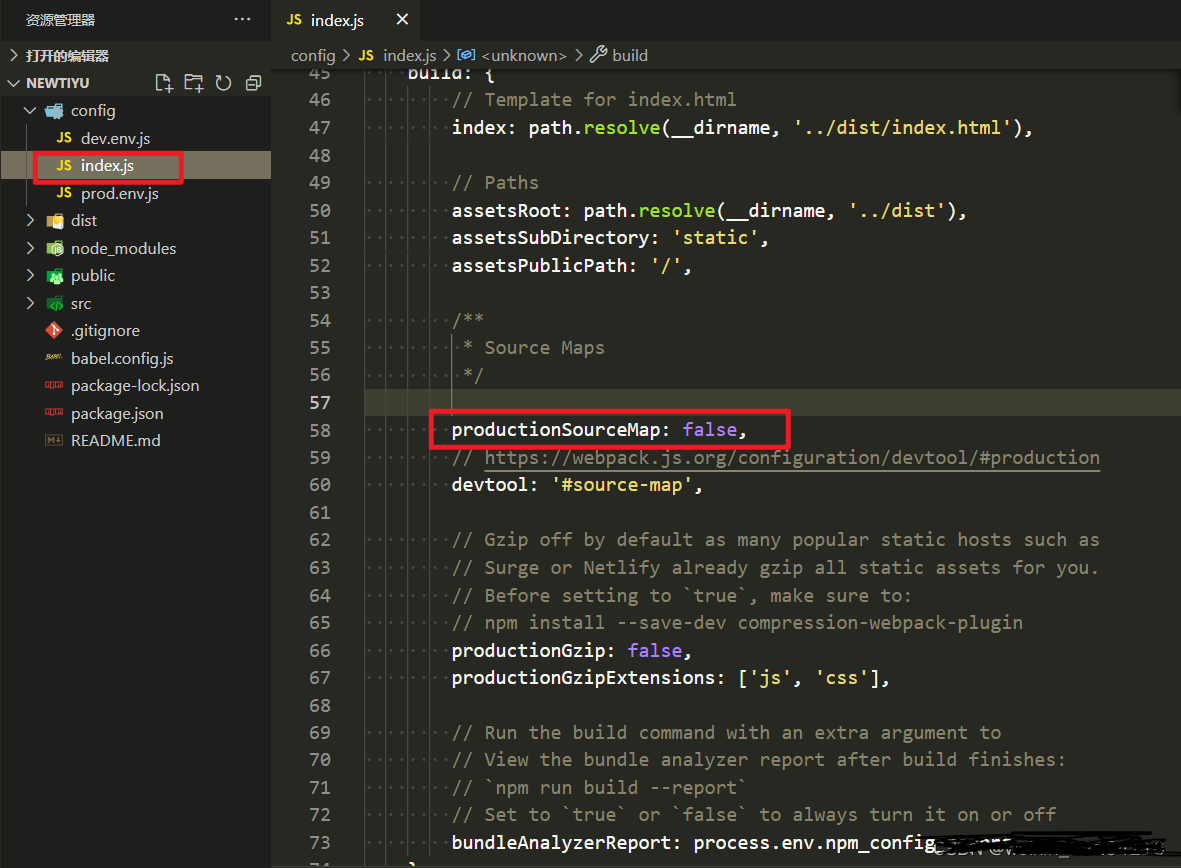 资源管理器 ···
打开的编辑器
NEWTIYU
config
JS dev.env.js
JS index.js
JS prod.env.js
dist
node_modules
public
src
.gitignore
babel.config.js
package-lock.json
package.json
README.md
JS index.js ×
config > JS index.js > <unknown> > build
45 build: {
46 // Template for index.html
47 index: path.resolve(__dirname, '../dist/index.html'),
48
49 // Paths
50 assetsRoot: path.resolve(__dirname, '../dist'),
51 assetsSubDirectory: 'static',
52 assetsPublicPath: '/',
53
54 /**
55 * Source Maps
56 */
57
58 productionSourceMap: false,
59 // https://webpack.js.org/configuration/devtool/#production
60 devtool: '#source-map',
61
62 // Gzip off by default as many popular static hosts such as
63 // Surge or Netlify already gzip all static assets for you.
64 // Before setting to `true`, make sure to:
65 // npm install --save-dev compression-webpack-plugin
66 productionGzip: false,
67 productionGzipExtensions: ['js', 'css'],
68
69 // Run the build command with an extra argument to
70 // View the bundle analyzer report after build finishes:
71 // `npm run build --report`
72 // Set to `true` or `false` to always turn it on or off
73 bundleAnalyzerReport: process.env.npm_config